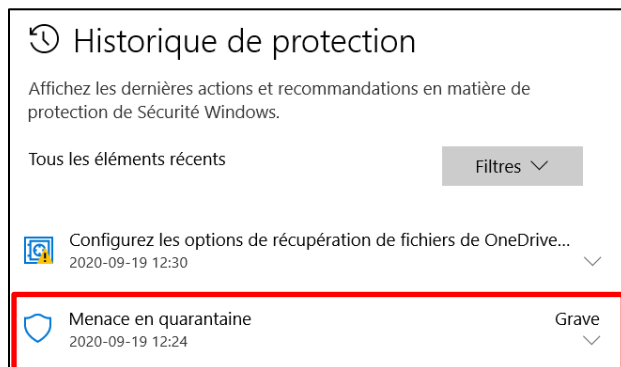 Historique de protection
Affichez les dernières actions et recommandations en matière de
protection de Sécurité Windows.
Tous les éléments récents
Filtres
Configurez les options de récupération de fichiers de OneDrive...
2020-09-19 12:30
Menace en quarantaine
Grave
2020-09-19 12:24